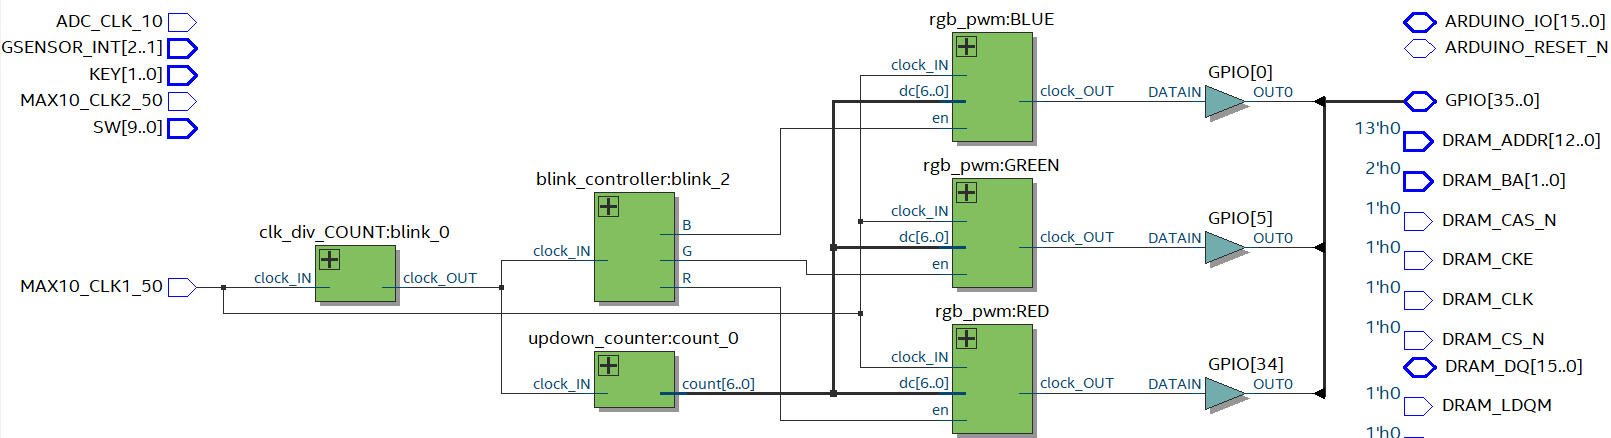 ADC_CLK_10
GSENSOR_INT[2..1]
KEY[1..0]
MAX10_CLK2_50
SW[9..0]
MAX10_CLK1_50
clk_div_COUNT:blink_0
clock_IN
clock_OUT
blink_controller:blink_2
clock_IN
B
G
R
updown_counter:count_0
clock_IN
count[6..0]
rgb_pwm:BLUE
clock_IN
dc[6..0]
en
clock_OUT
rgb_pwm:GREEN
clock_IN
dc[6..0]
en
clock_OUT
rgb_pwm:RED
clock_IN
dc[6..0]
en
clock_OUT
GPIO[0]
DATAIN
OUT0
GPIO[5]
DATAIN
OUT0
GPIO[34]
DATAIN
OUT0
ARDUINO_IO[15..0]
ARDUINO_RESET_N
GPIO[35..0]
13'h0
DRAM_ADDR[12..0]
2'h0
DRAM_BA[1..0]
1'h0
DRAM_CAS_N
1'h0
DRAM_CKE
1'h0
DRAM_CLK
1'h0
DRAM_CS_N
DRAM_DQ[15..0]
1'h0
DRAM_LDQM
1'h0